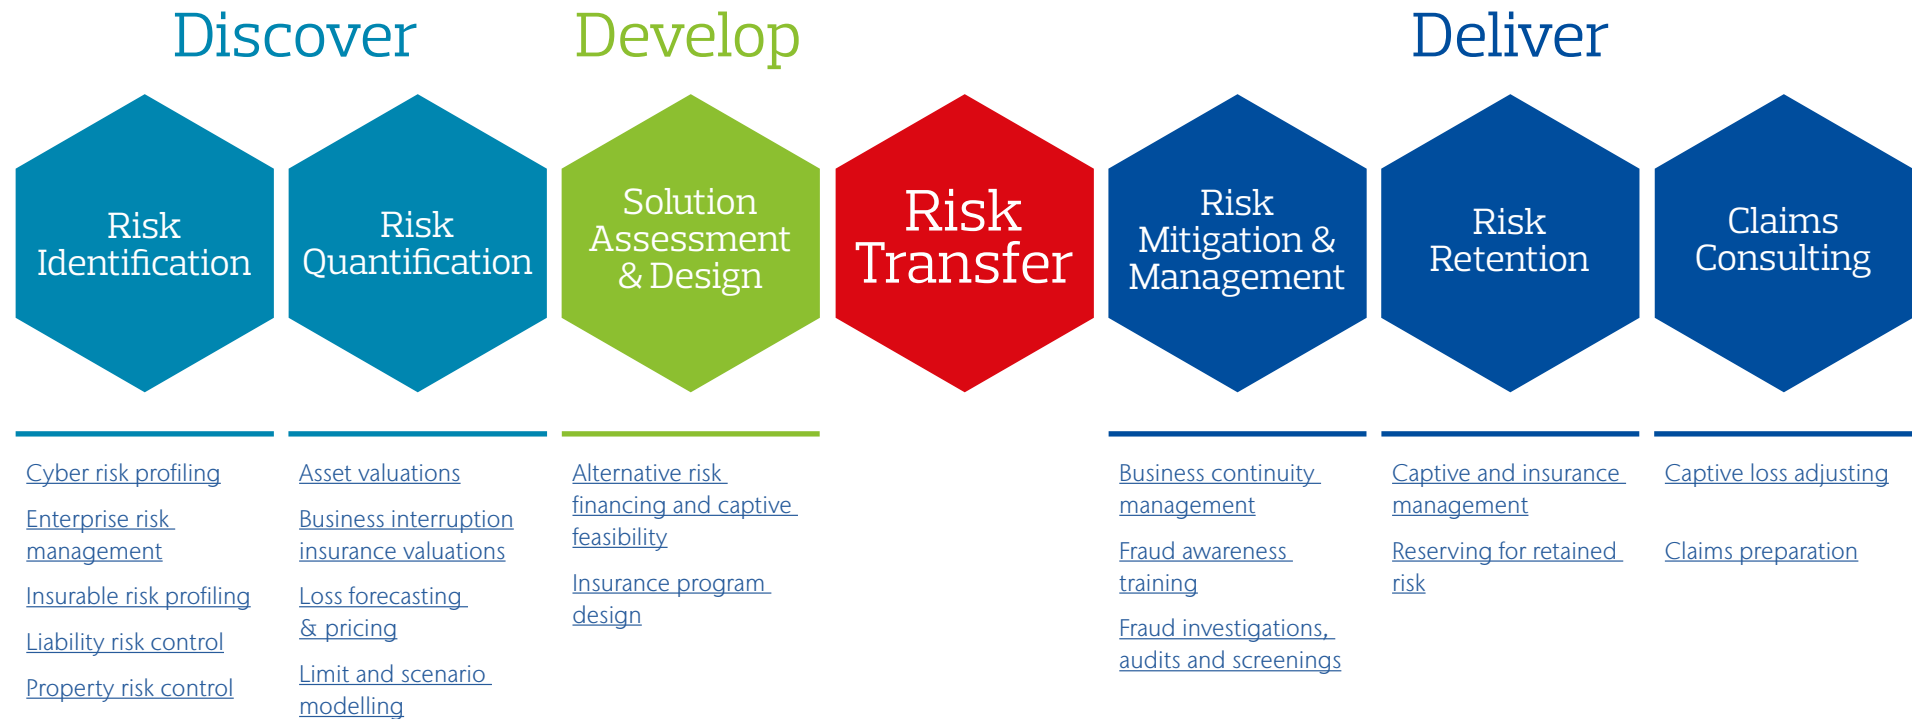 Discover
Develop
Deliver
Risk
Identification
Risk
Quantification
Solution
Assessment
& Design
Risk
Transfer
Risk
Mitigation &
Management
Risk
Retention
Claims
Consulting
Cyber risk profiling
Enterprise risk
management
Insurable risk profiling
Liability risk control
Property risk control
Asset valuations
Business interruption
insurance valuations
Loss forecasting
& pricing
Limit and scenario
modelling
Alternative risk
financing and captive
feasibility
Insurance program
design
Business continuity
management
Fraud awareness
training
Fraud investigations,
audits and screenings
Captive and insurance
management
Reserving for retained
risk
Captive loss adjusting
Claims preparation